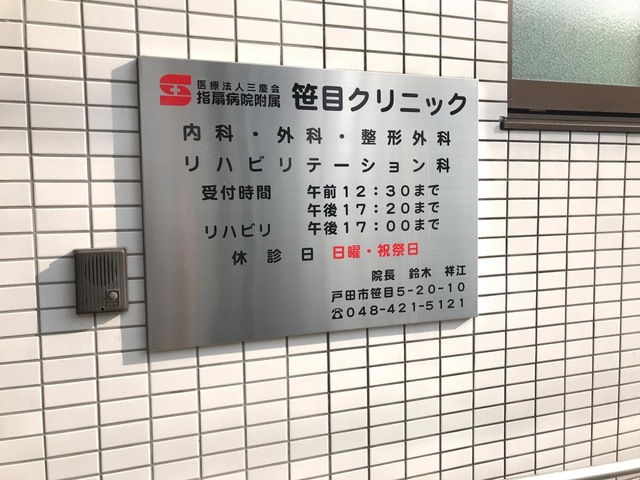 医療法人三慶会
指扇病院附属 笹目クリニック
内科・外科・整形外科
リハビリテーション科
受付時間 午前12：30まで
午後17：20まで
リハビリ 午後17：00まで
休診日 日曜・祝祭日
院長 鈴木 祥江
戸田市笹目5-20-10
☎048-421-5121